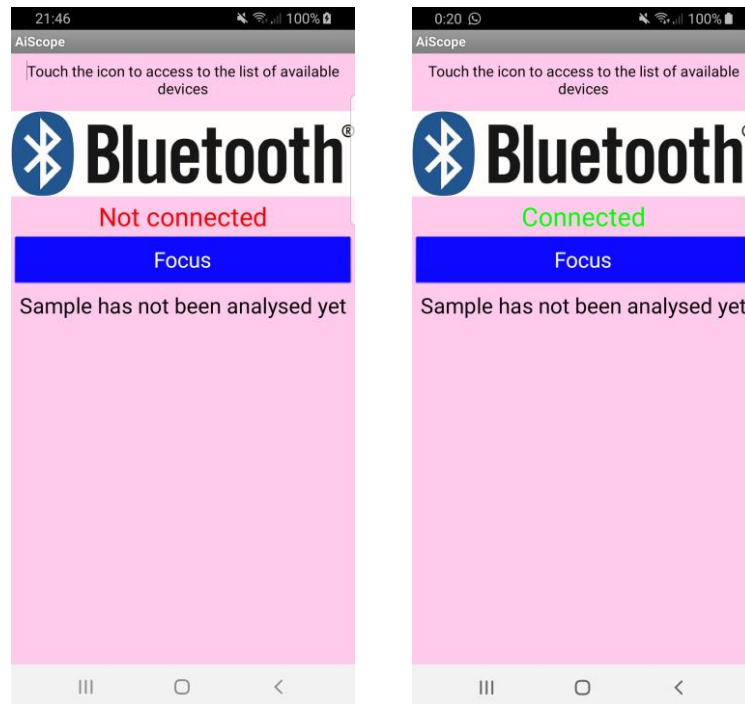 21:46
100%
AiScope
Touch the icon to access to the list of available
devices
Bluetooth®
Not connected
Focus
Sample has not been analysed yet
0:20
100%
AiScope
Touch the icon to access to the list of available
devices
Bluetooth
Connected
Focus
Sample has not been analysed yet